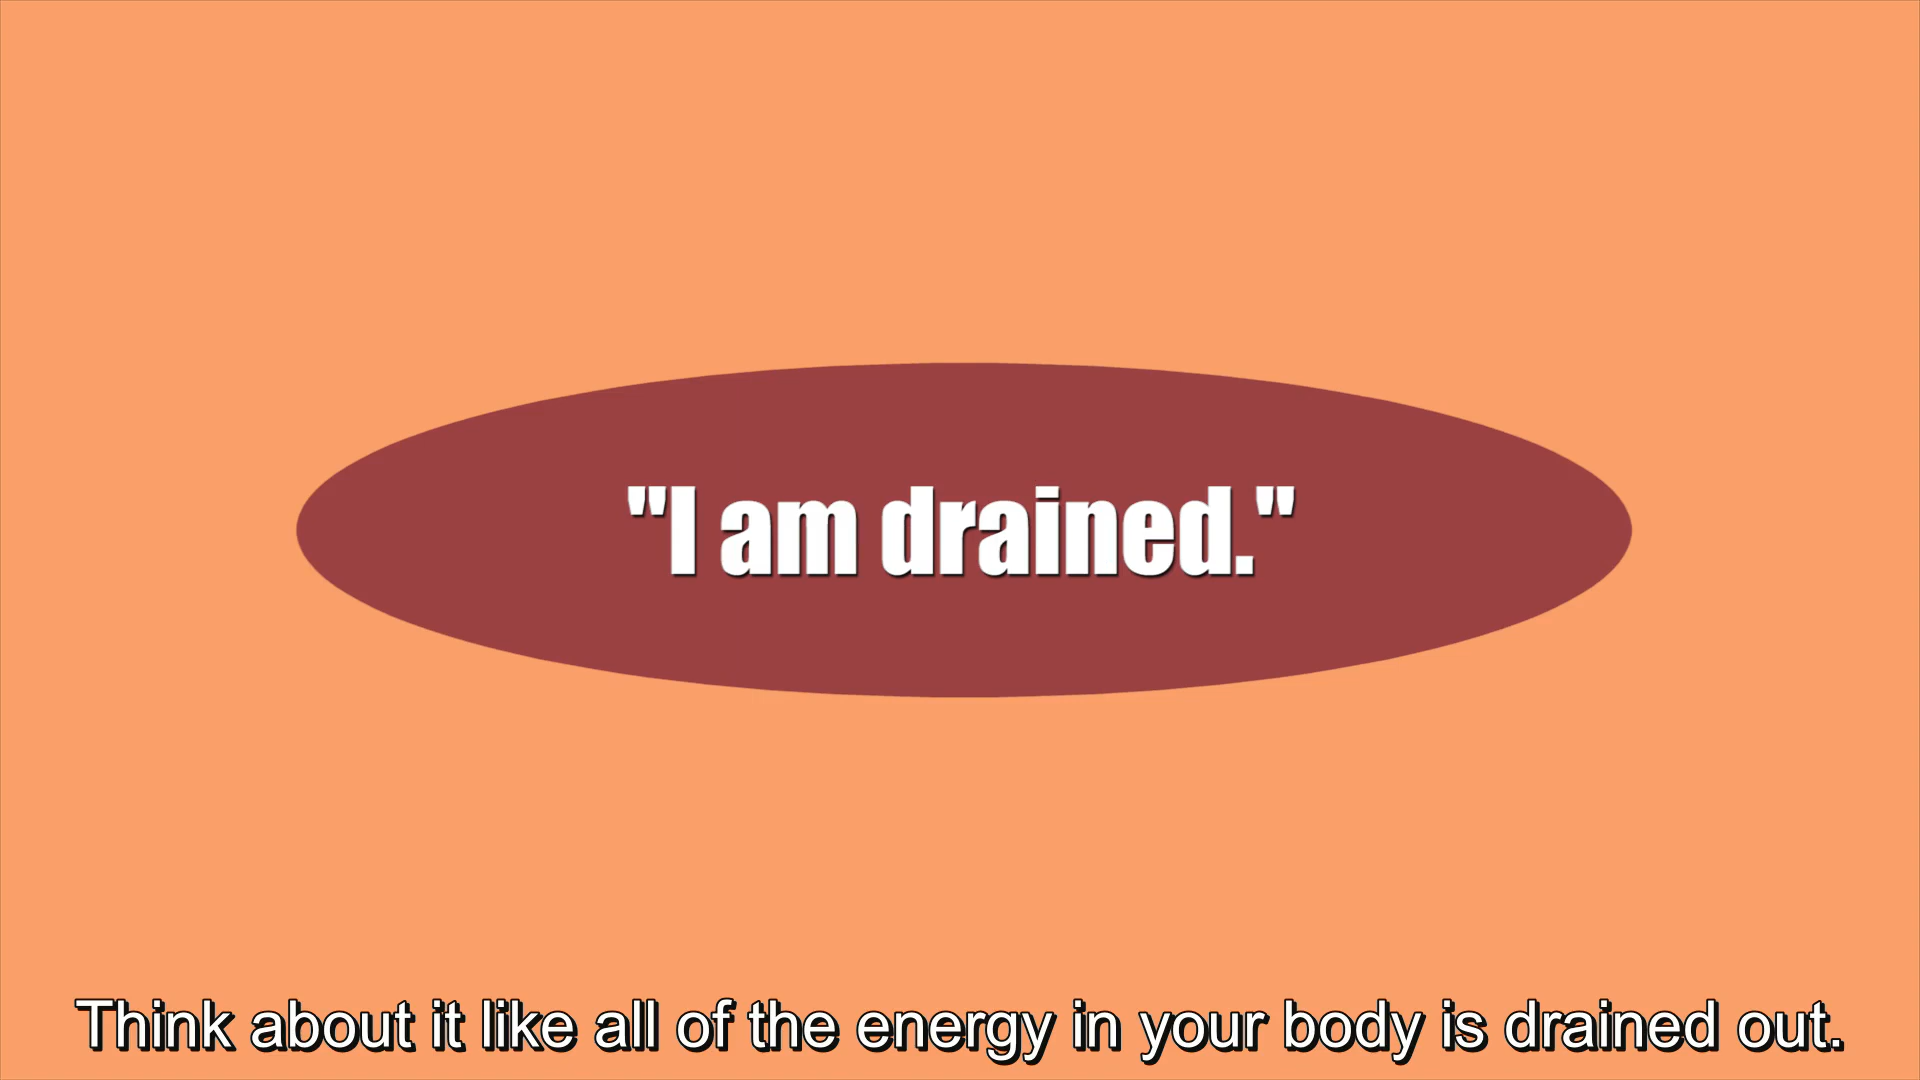 "I am drained."
Think about it like all of the energy in your body is drained out.